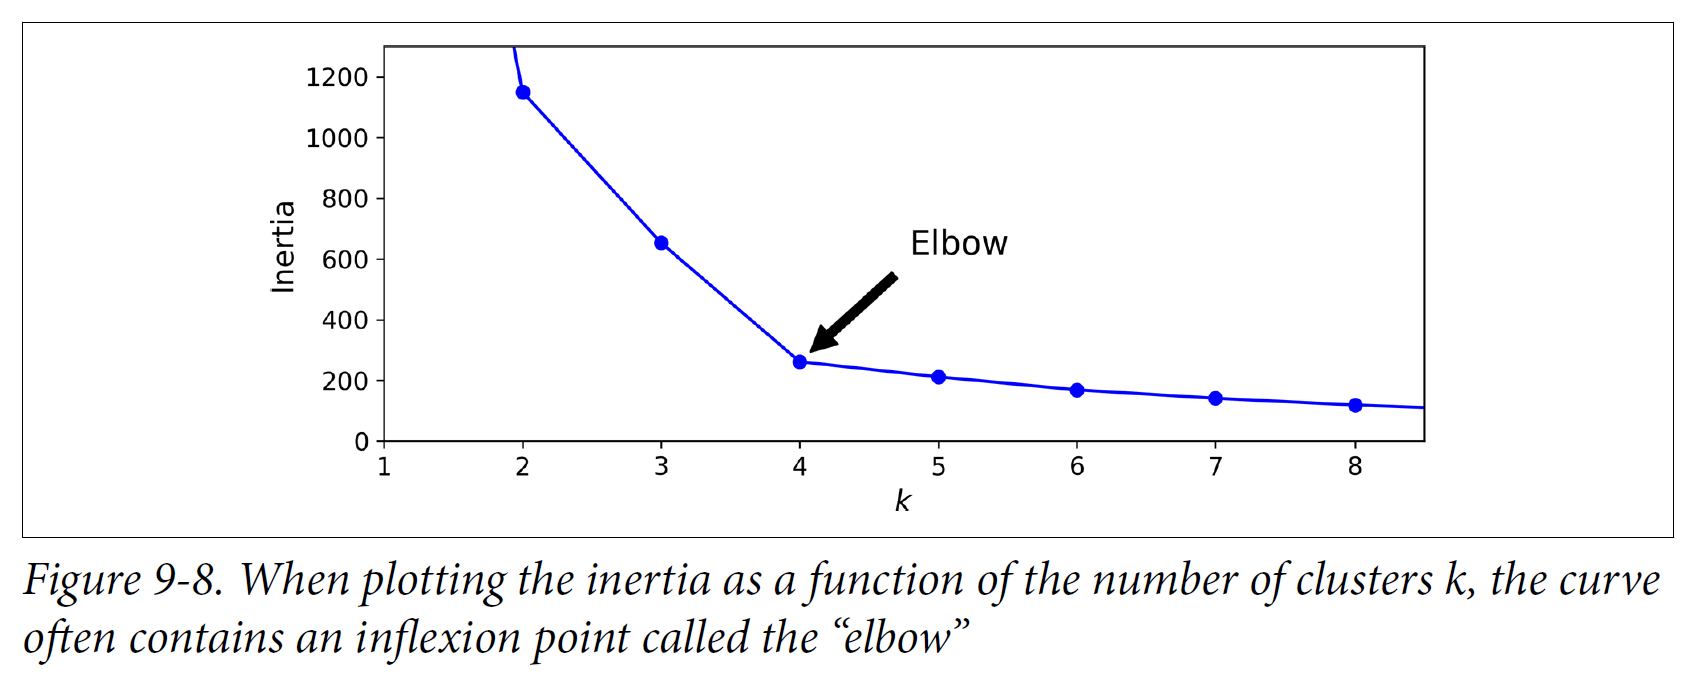 1200
1000
800
600
400
200
0
Inertia
Elbow
1 2 3 4 5 6 7 8
k
Figure 9-8. When plotting the inertia as a function of the number of clusters k, the curve
often contains an inflexion point called the “elbow”